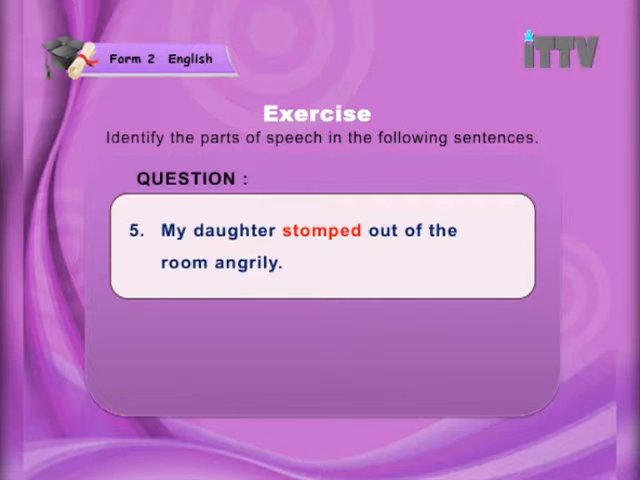 Form 2 English
iTTV
Exercise
Identify the parts of speech in the following sentences.
QUESTION :
5. My daughter stomped out of the
room angrily.